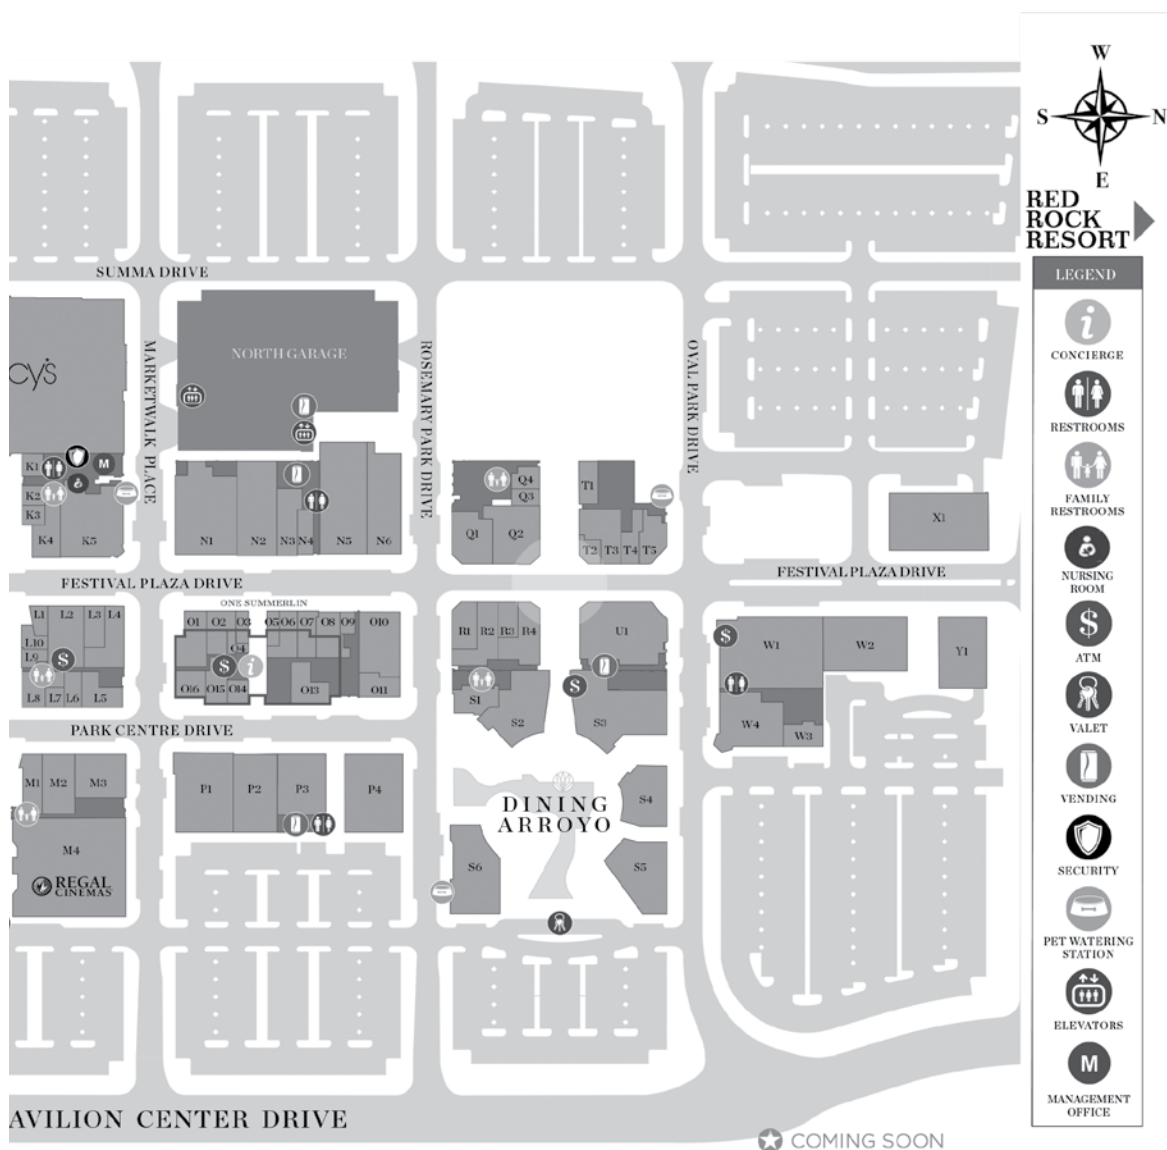 W
S
N
E
RED
ROCK
RESORT
LEGEND
CONCIERGE
RESTROOMS
FAMILY
RESTROOMS
NURSING
ROOM
$
ATM
VALET
VENDING
SECURITY
PET WATERING
STATION
ELEVATORS
M
MANAGEMENT
OFFICE
SUMMA DRIVE
cy's
NORTH GARAGE
MARKETWALK PLACE
ROSEMARY PARK DRIVE
OVAL PARK DRIVE
K1
M
K2
K3
K4
K5
N1
N2
N3
N4
N5
N6
Q4
Q3
Q1
Q2
T1
T2
T3
T4
T5
X1
FESTIVAL PLAZA DRIVE
FESTIVAL PLAZA DRIVE
ONE SUMMERLIN
L1
L2
L3
L4
L10
L9
$
L8
L7
L6
L5
O1
O2
O3
O4
O5
O6
O7
O8
O9
O10
$
i
O16
O15
O14
O13
O11
R1
R2
R3
R4
S1
S2
U1
$
S3
$
W1
W2
Y1
W4
W3
PARK CENTRE DRIVE
M1
M2
M3
M4
REGAL
CINEMAS
P1
P2
P3
P4
DINING
ARROYO
S4
S5
S6
AVILION CENTER DRIVE
COMING SOON